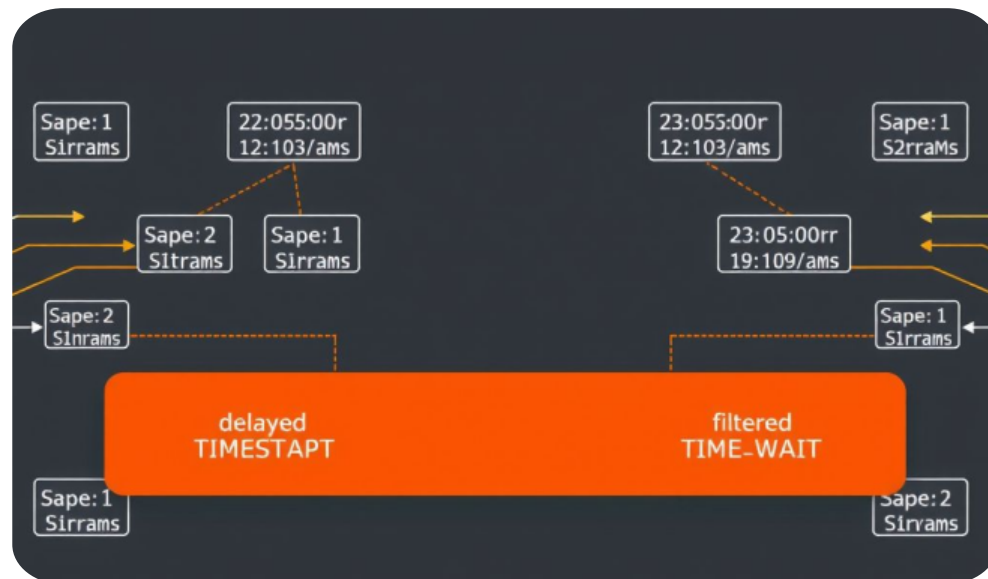 Sape: 1
Sirrams
22:055:00r
12:103/ams
23:055:00r
12:103/ams
Sape: 1
S2rraMs
Sape: 2
SItrams
Sape: 1
Sirrams
23:05:00rr
19:109/ams
Sape: 2
SInrams
Sape: 1
SIrrams
delayed
TIMESTAPT
filtered
TIME-WAIT
Sape: 1
Sirrams
Sape: 2
Sirvams